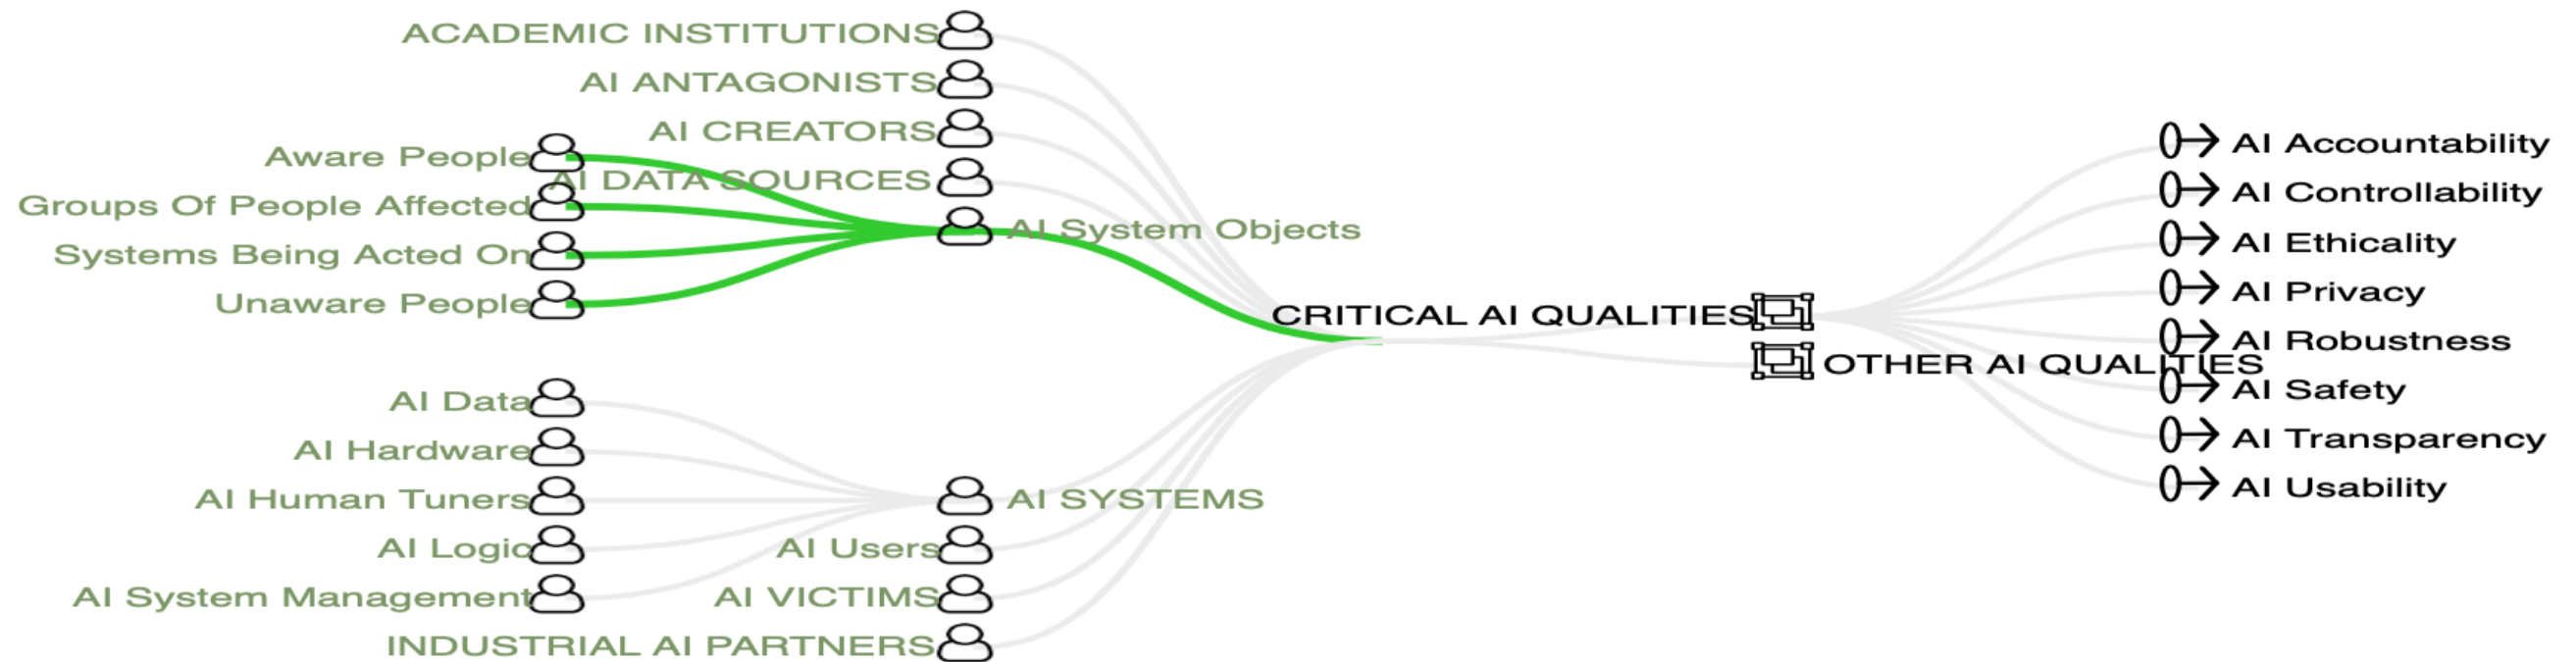 ACADEMIC INSTITUTIONS
AI ANTAGONISTS
AI CREATORS
AI DATA SOURCES
AI System Objects
Aware People
Groups Of People Affected
Systems Being Acted On
Unaware People
AI Data
AI Hardware
AI Human Tuners
AI Logic
AI System Management
AI SYSTEMS
AI Users
AI VICTIMS
INDUSTRIAL AI PARTNERS
CRITICAL AI QUALITIES
OTHER AI QUALITIES
AI Accountability
AI Controllability
AI Ethicality
AI Privacy
AI Robustness
AI Safety
AI Transparency
AI Usability